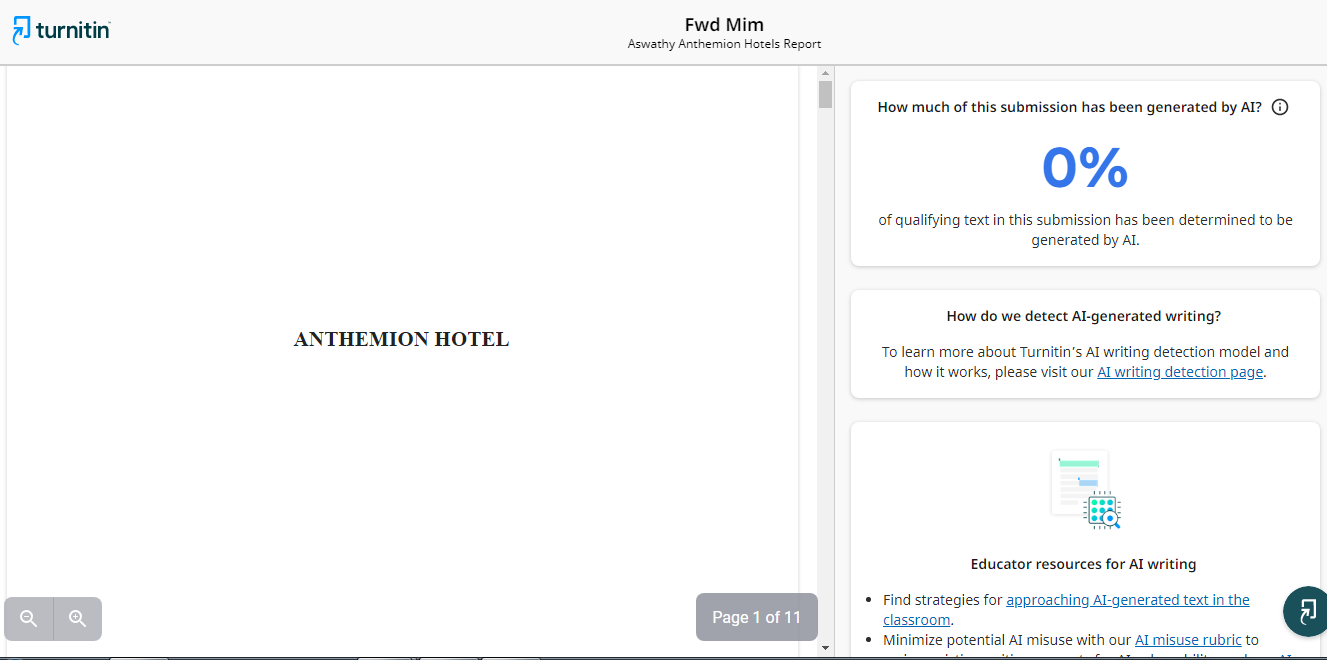 turnitin
Fwd Mim
Aswathy Anthemion Hotels Report
ANTHEMION HOTEL
Page 1 of 11
How much of this submission has been generated by AI?
0%
of qualifying text in this submission has been determined to be
generated by AI.
How do we detect AI-generated writing?
To learn more about Turnitin's AI writing detection model and
how it works, please visit our AI writing detection page.
Educator resources for AI writing
Find strategies for approaching AI-generated text in the
classroom.
Minimize potential AI misuse with our AI misuse rubric to